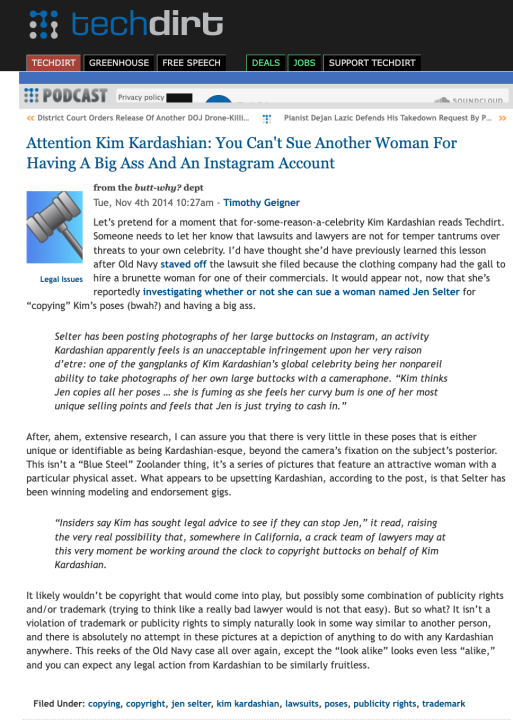 techdirt
TECHDIRT GREENHOUSE FREE SPEECH DEALS JOBS SUPPORT TECHDIRT
PODCAST Privacy policy SOUNDCLOUD
« District Court Orders Release Of Another DOJ Drone-Killi... Pianist Dejan Lazic Defends His Takedown Request By P... »
Attention Kim Kardashian: You Can't Sue Another Woman For
Having A Big Ass And An Instagram Account
from the butt-why? dept
Tue, Nov 4th 2014 10:27am - Timothy Geigner
Let's pretend for a moment that for-some-reason-a-celebrity Kim Kardashian reads Techdirt.
Someone needs to let her know that lawsuits and lawyers are not for temper tantrums over
threats to your own celebrity. I'd have thought she'd have previously learned this lesson
after Old Navy staved off the lawsuit she filed because the clothing company had the gall to
Legal Issues hire a brunette woman for one of their commercials. It would appear not, now that she's
reportedly investigating whether or not she can sue a woman named Jen Selter for
"copying" Kim's poses (bwah?) and having a big ass.
Selter has been posting photographs of her large buttocks on Instagram, an activity
Kardashian apparently feels is an unacceptable infringement upon her very raison
d'etre: one of the gangplanks of Kim Kardashian's global celebrity being her nonpareil
ability to take photographs of her own large buttocks with a cameraphone. "Kim thinks
Jen copies all her poses … she is fuming as she feels her curvy bum is one of her most
unique selling points and feels that Jen is just trying to cash in."
After, ahem, extensive research, I can assure you that there is very little in these poses that is either
unique or identifiable as being Kardashian-esque, beyond the camera's fixation on the subject's posterior.
This isn't a "Blue Steel" Zoolander thing, it's a series of pictures that feature an attractive woman with a
particular physical asset. What appears to be upsetting Kardashian, according to the post, is that Selter has
been winning modeling and endorsement gigs.
"Insiders say Kim has sought legal advice to see if they can stop Jen," it read, raising
the very real possibility that, somewhere in California, a crack team of lawyers may at
this very moment be working around the clock to copyright buttocks on behalf of Kim
Kardashian.
It likely wouldn't be copyright that would come into play, but possibly some combination of publicity rights
and/or trademark (trying to think like a really bad lawyer would is not that easy). But so what? It isn't a
violation of trademark or publicity rights to simply naturally look in some way similar to another person,
and there is absolutely no attempt in these pictures at a depiction of anything to do with any Kardashian
anywhere. This reeks of the Old Navy case all over again, except the "look alike" looks even less "alike,"
and you can expect any legal action from Kardashian to be similarly fruitless.
Filed Under: copying, copyright, jen selter, kim kardashian, lawsuits, poses, publicity rights, trademark